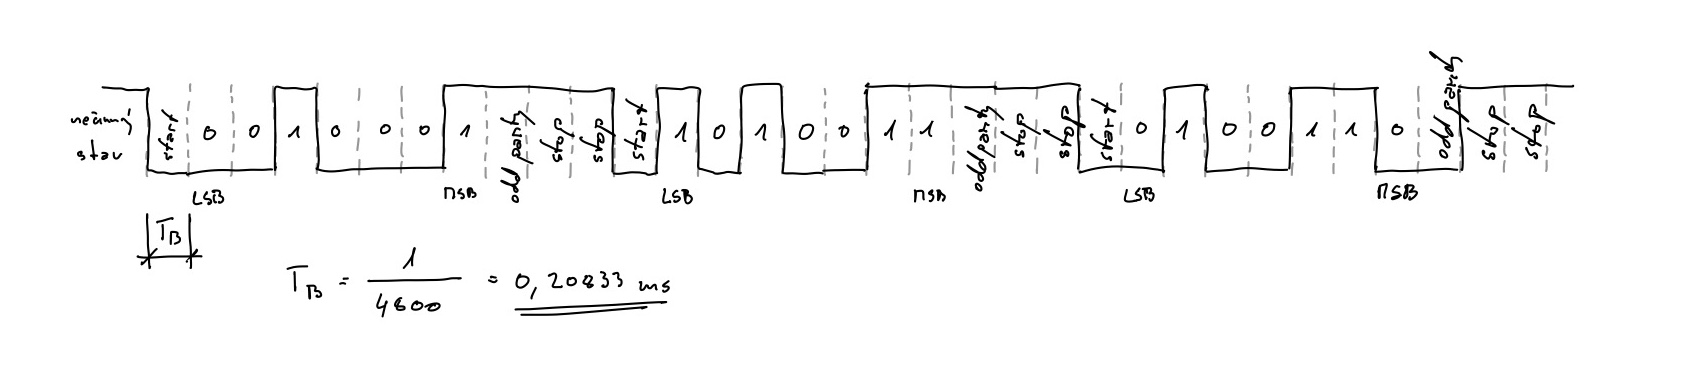 nečinný start 0 0 1 0 0 0 1 odd parity stop stop start 1 0 1 0 0 1 1 odd parity stop stop start 0 1 0 0 1 1 0 odd parity stop stop
stav
LSB MSB LSB MSB LSB MSB
T_B
T_B = 1/4800 = 0,20833 ms